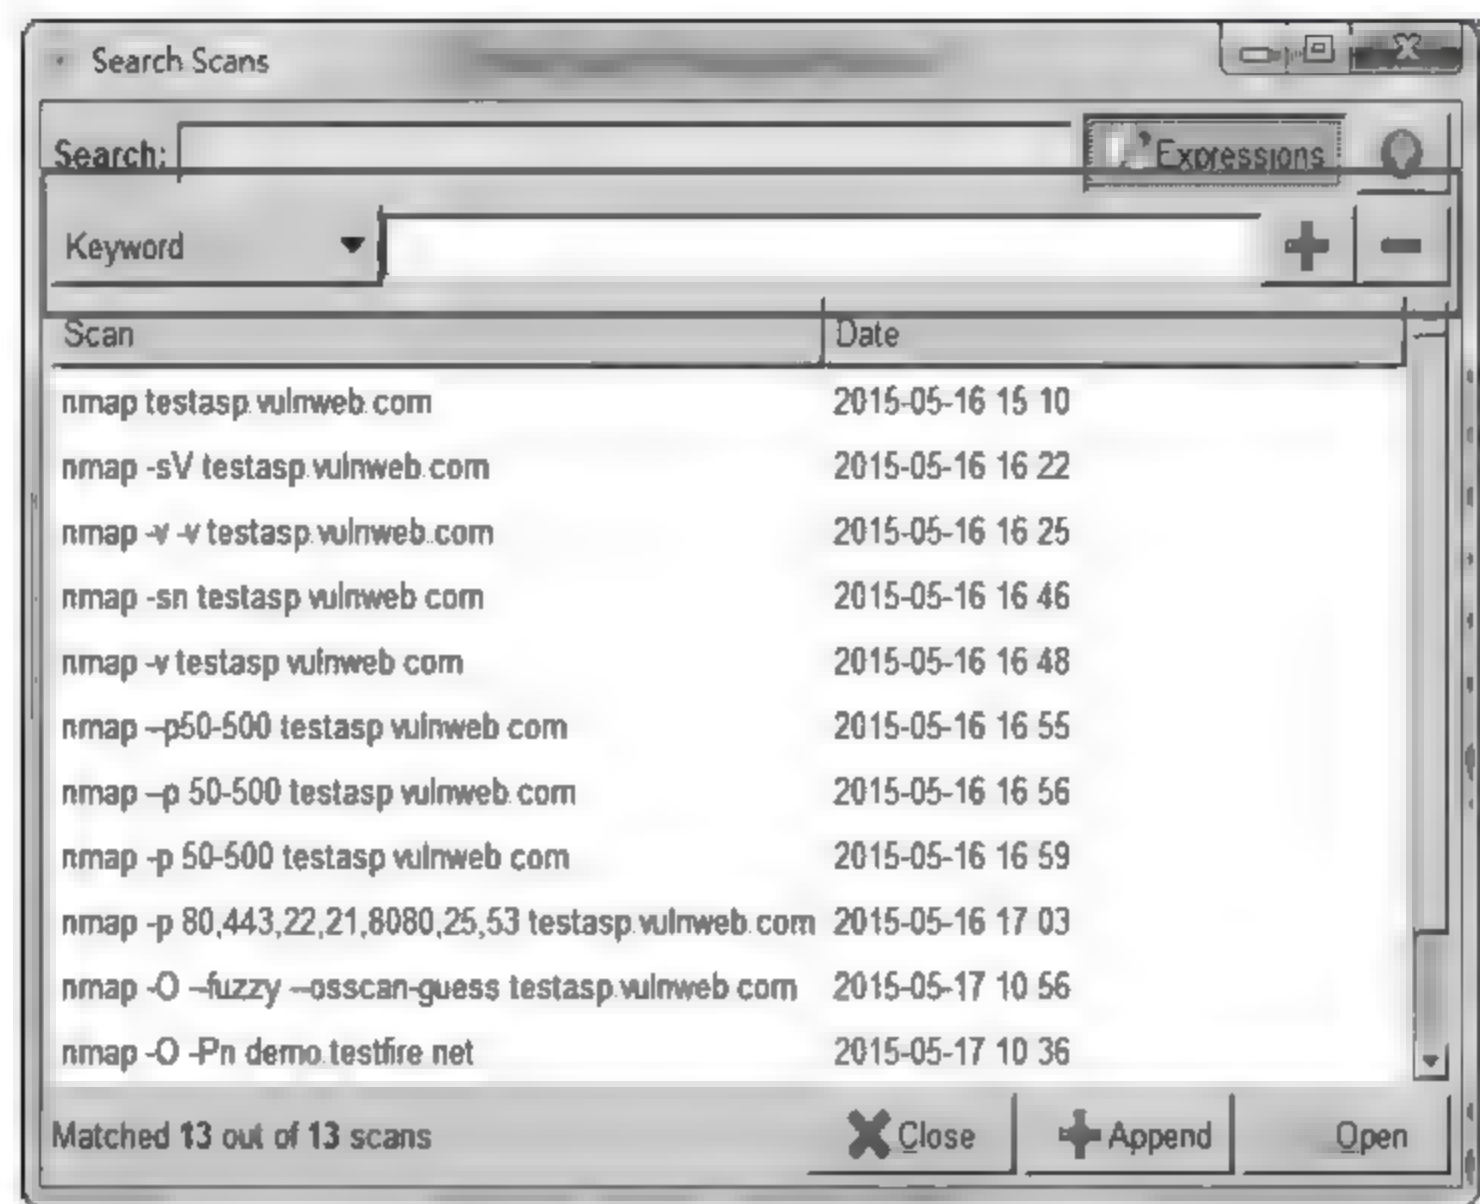 Search Scans
Search: Expressions
Keyword
Scan Date
nmap testasp.vulnweb.com 2015-05-16 15 10
nmap -sV testasp.vulnweb.com 2015-05-16 16 22
nmap -v -v testasp.vulnweb.com 2015-05-16 16 25
nmap -sn testasp vulnweb com 2015-05-16 16 46
nmap -v testasp vulnweb com 2015-05-16 16 48
nmap –p50-500 testasp vulnweb com 2015-05-16 16 55
nmap –p 50-500 testasp vulnweb.com 2015-05-16 16 56
nmap -p 50-500 testasp vulnweb com 2015-05-16 16 59
nmap -p 80,443,22,21,8080,25,53 testasp.vulnweb.com 2015-05-16 17 03
nmap -O –fuzzy –osscan-guess testasp.vulnweb com 2015-05-17 10 56
nmap -O -Pn demo.testfire net 2015-05-17 10 36
Matched 13 out of 13 scans Close Append Open